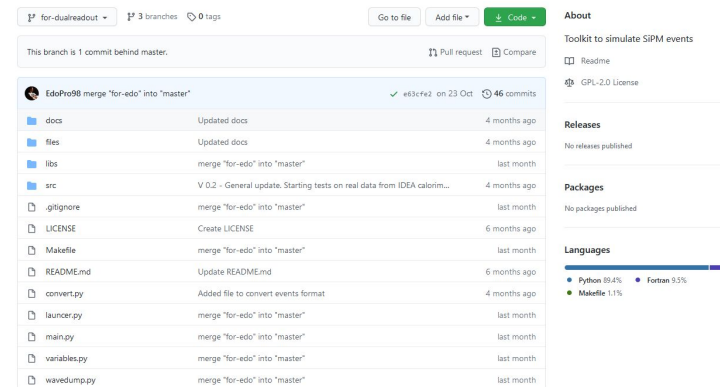 for-dualreadout 3 branches 0 tags Go to file Add file Code
This branch is 1 commit behind master. Pull request Compare
EdoPro98 merge "for-edo" into "master" e63cfe2 on 23 Oct 46 commits
docs Updated docs 4 months ago
files Updated docs 4 months ago
libs merge "for-edo" into "master" last month
src V 0.2 - General update. Starting tests on real data from IDEA calorim... 4 months ago
.gitignore merge "for-edo" into "master" last month
LICENSE Create LICENSE 6 months ago
Makefile merge "for-edo" into "master" last month
README.md Update README.md 6 months ago
convert.py Added file to convert events format 4 months ago
launcer.py merge "for-edo" into "master" last month
main.py merge "for-edo" into "master" last month
variables.py merge "for-edo" into "master" last month
wavedump.py merge "for-edo" into "master" last month
About
Toolkit to simulate SiPM events
Readme
GPL-2.0 License
Releases
No releases published
Packages
No packages published
Languages
Python 89.4% Fortran 9.5%
Makefile 1.1%